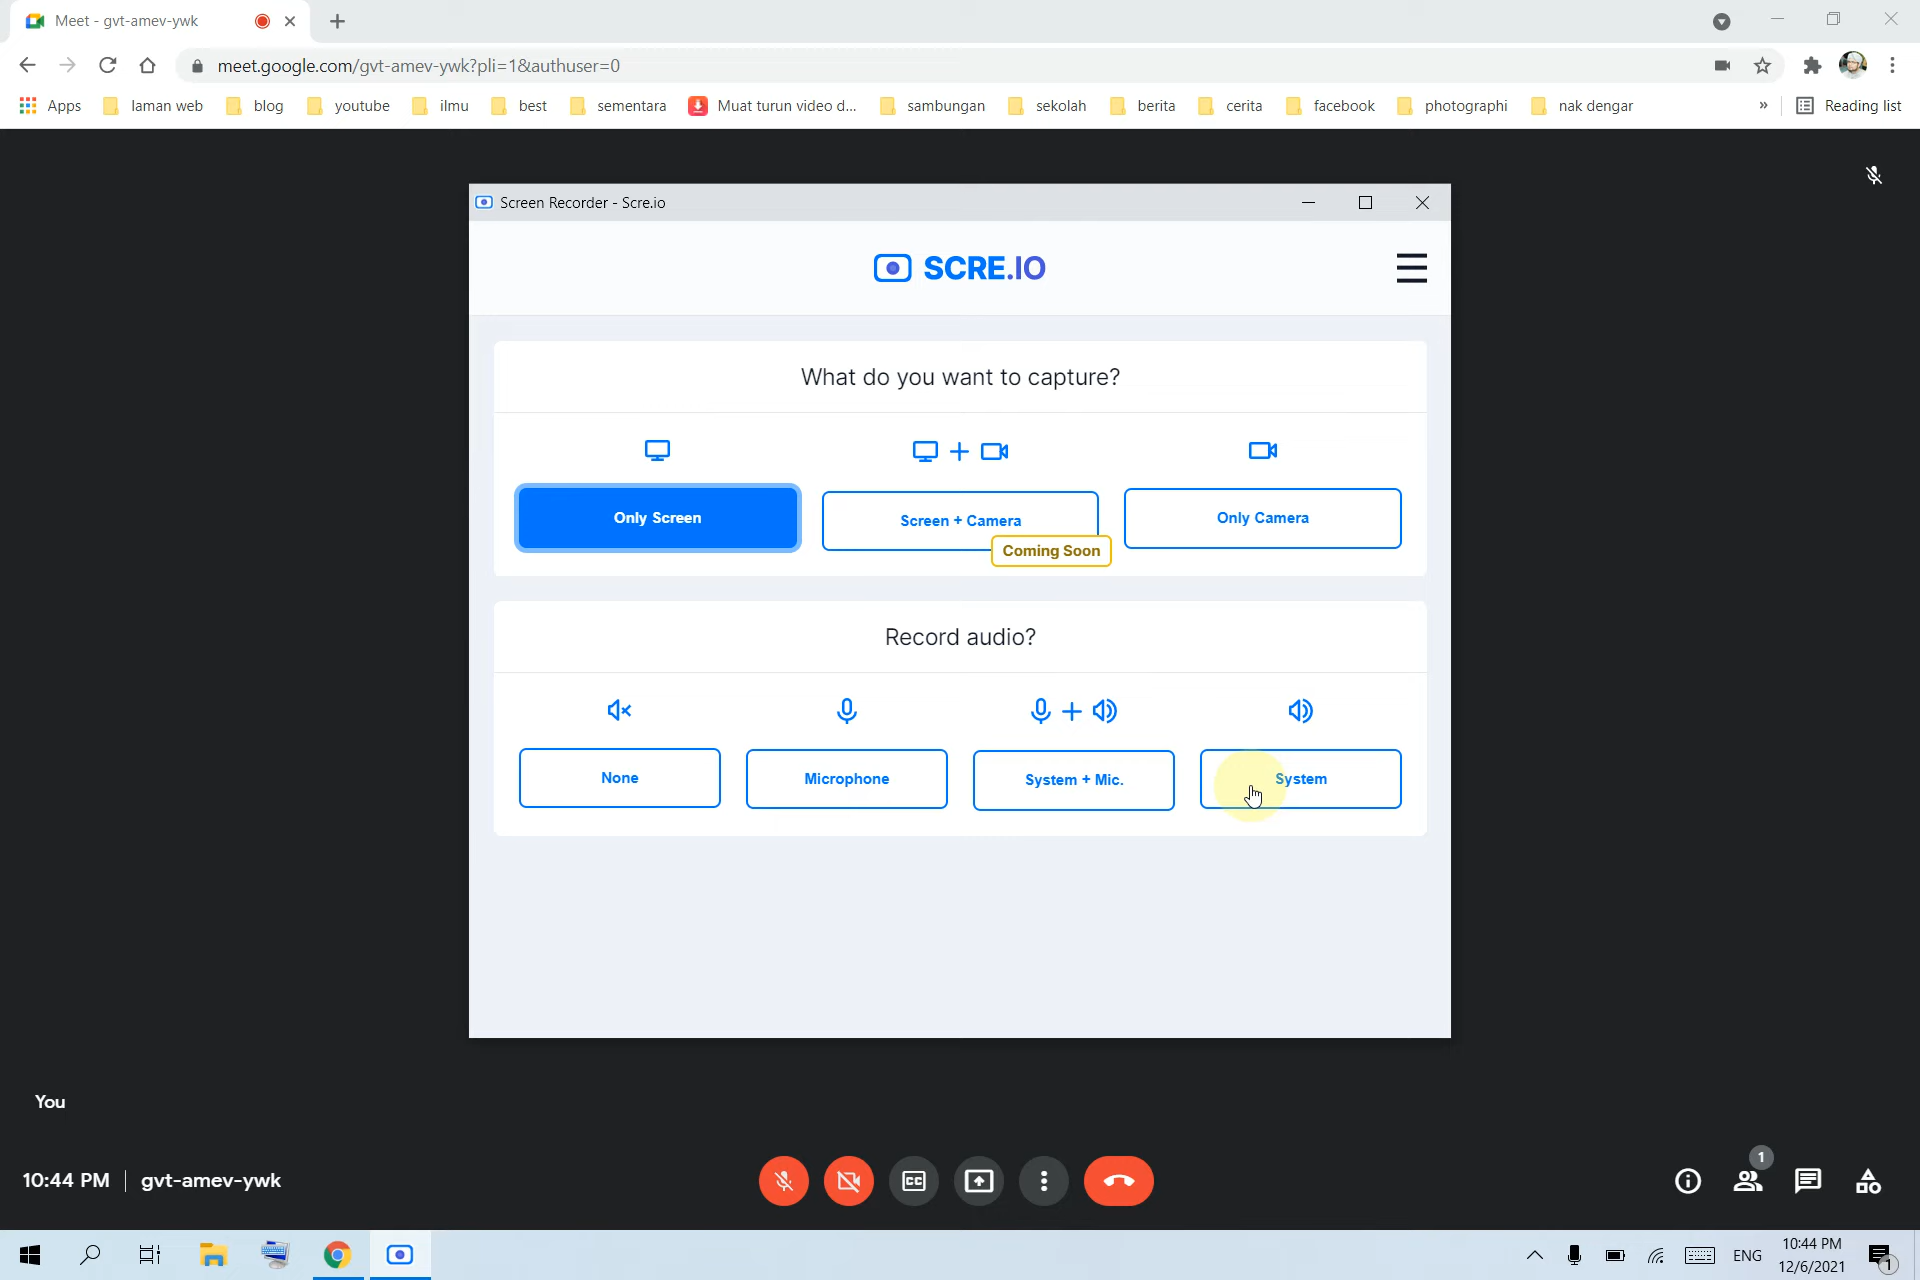 Meet - gvt-amev-ywk
meet.google.com/gvt-amev-ywk?pli=1&authuser=0
Apps laman web blog youtube ilmu best sementara Muat turun video d... sambungan sekolah berita cerita facebook photographi nak dengar » Reading list
Screen Recorder - Scre.io
SCRE.IO
What do you want to capture?
Only Screen Screen + Camera Only Camera
Coming Soon
Record audio?
None Microphone System + Mic. System
You
10:44 PM | gvt-amev-ywk
CC
1
ENG
10:44 PM
12/6/2021
1